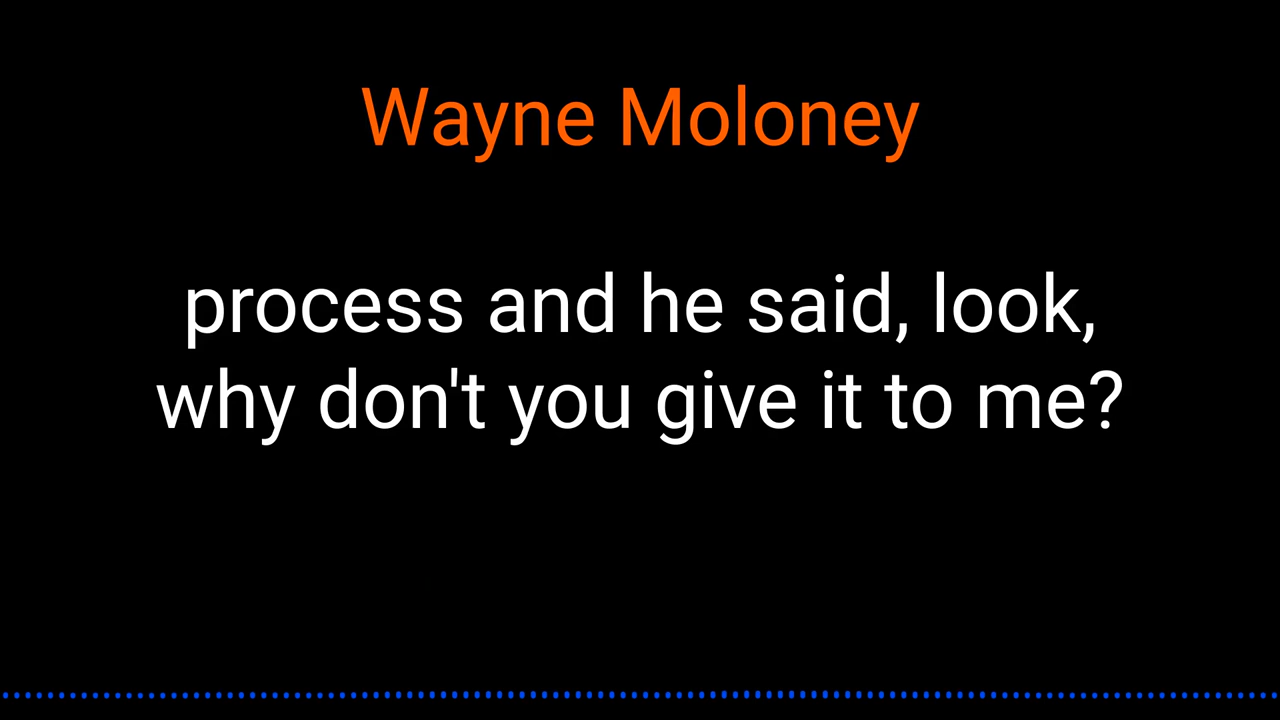 Wayne Moloney
process and he said, look,
why don't you give it to me?